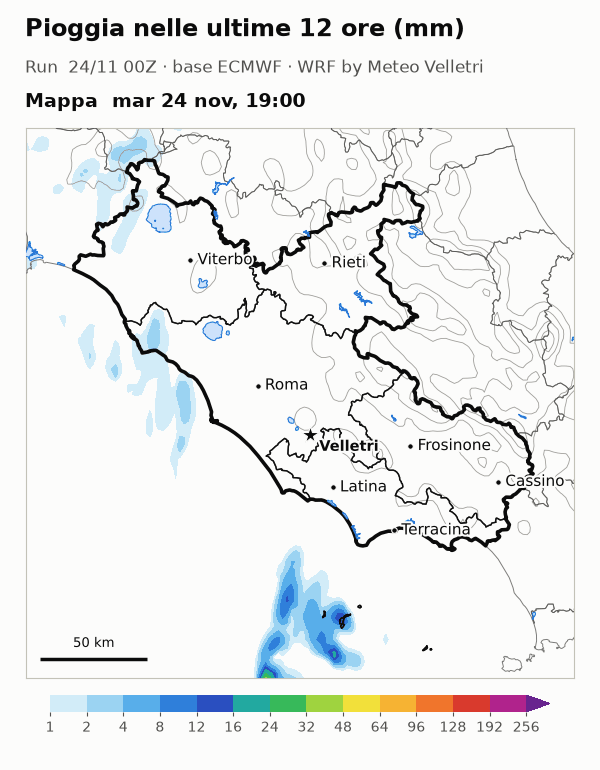 Pioggia nelle ultime 12 ore (mm)
Run 24/11 00Z · base ECMWF · WRF by Meteo Velletri
Mappa mar 24 nov, 19:00
Viterbo
Rieti
Roma
Velletri
Frosinone
Latina
Cassino
Terracina
50 km
1 2 4 8 12 16 24 32 48 64 96 128 192 256